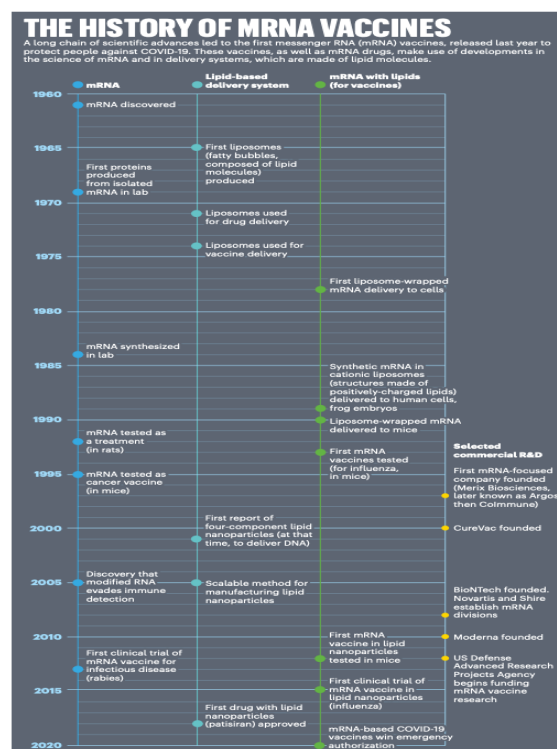 THE HISTORY OF MRNA VACCINES
A long chain of scientific advances led to the first messenger RNA (mRNA) vaccines, released last year to
protect people against COVID-19. These vaccines, as well as mRNA drugs, make use of developments in
the science of mRNA and in delivery systems, which are made of lipid molecules.
mRNA
Lipid-based
delivery system
mRNA with lipids
(for vaccines)
1960
mRNA discovered
1965
First liposomes
(fatty bubbles,
composed of lipid
molecules)
produced
First proteins
produced
from isolated
mRNA in lab
1970
Liposomes used
for drug delivery
Liposomes used for
vaccine delivery
1975
First liposome-wrapped
mRNA delivery to cells
1980
mRNA synthesized
in lab
1985
Synthetic mRNA in
cationic liposomes
(structures made of
positively-charged lipids)
delivered to human cells,
frog embryos
1990
Liposome-wrapped mRNA
delivered to mice
mRNA tested as
a treatment
(in rats)
First mRNA
vaccines tested
(for influenza,
in mice)
Selected
commercial R&D
1995
mRNA tested as
cancer vaccine
(in mice)
First mRNA-focused
company founded
(Merix Biosciences,
later known as Argos
then CoImmune)
2000
First report of
four-component lipid
nanoparticles (at that
time, to deliver DNA)
CureVac founded
2005
Discovery that
modified RNA
evades immune
detection
Scalable method for
manufacturing lipid
nanoparticles
BioNTech founded.
Novartis and Shire
establish mRNA
divisions
2010
First mRNA
vaccine in lipid
nanoparticles
tested in mice
Moderna founded
First clinical trial of
mRNA vaccine for
infectious disease
(rabies)
US Defense
Advanced Research
Projects Agency
begins funding
mRNA vaccine
research
2015
First clinical trial of
mRNA vaccine in
lipid nanoparticles
(influenza)
First drug with lipid
nanoparticles
(patisiran) approved
2020
mRNA-based COVID-19
vaccines win emergency
authorization